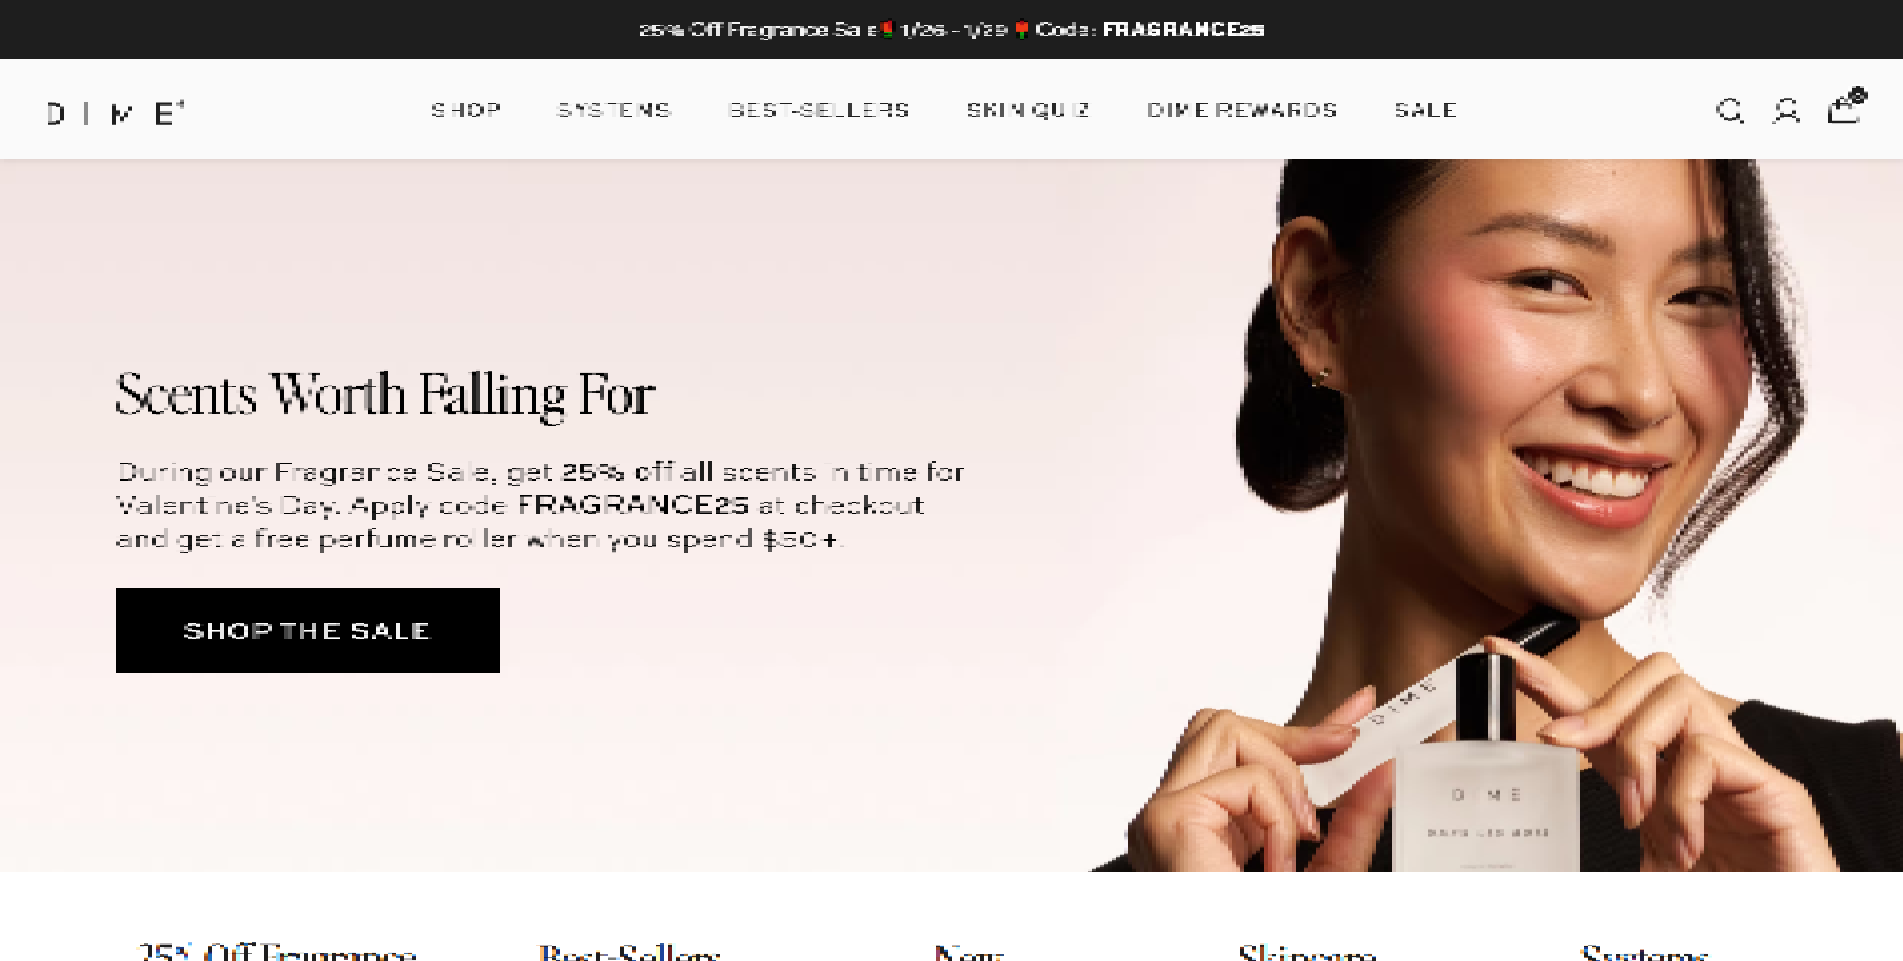 25% Off Fragrance Sale🌹1/26 - 1/29🌹Code: FRAGRANCE25
DIME
SHOP SYSTEMS BEST-SELLERS SKIN QUIZ DIME REWARDS SALE
Scents Worth Falling For
During our Fragrance Sale, get 25% off all scents in time for
Valentine's Day. Apply code FRAGRANCE25 at checkout
and get a free perfume roller when you spend $50+.
SHOP THE SALE
DIME
DIME
25% Off Fragrance Best-Sellers New Skincare Systems